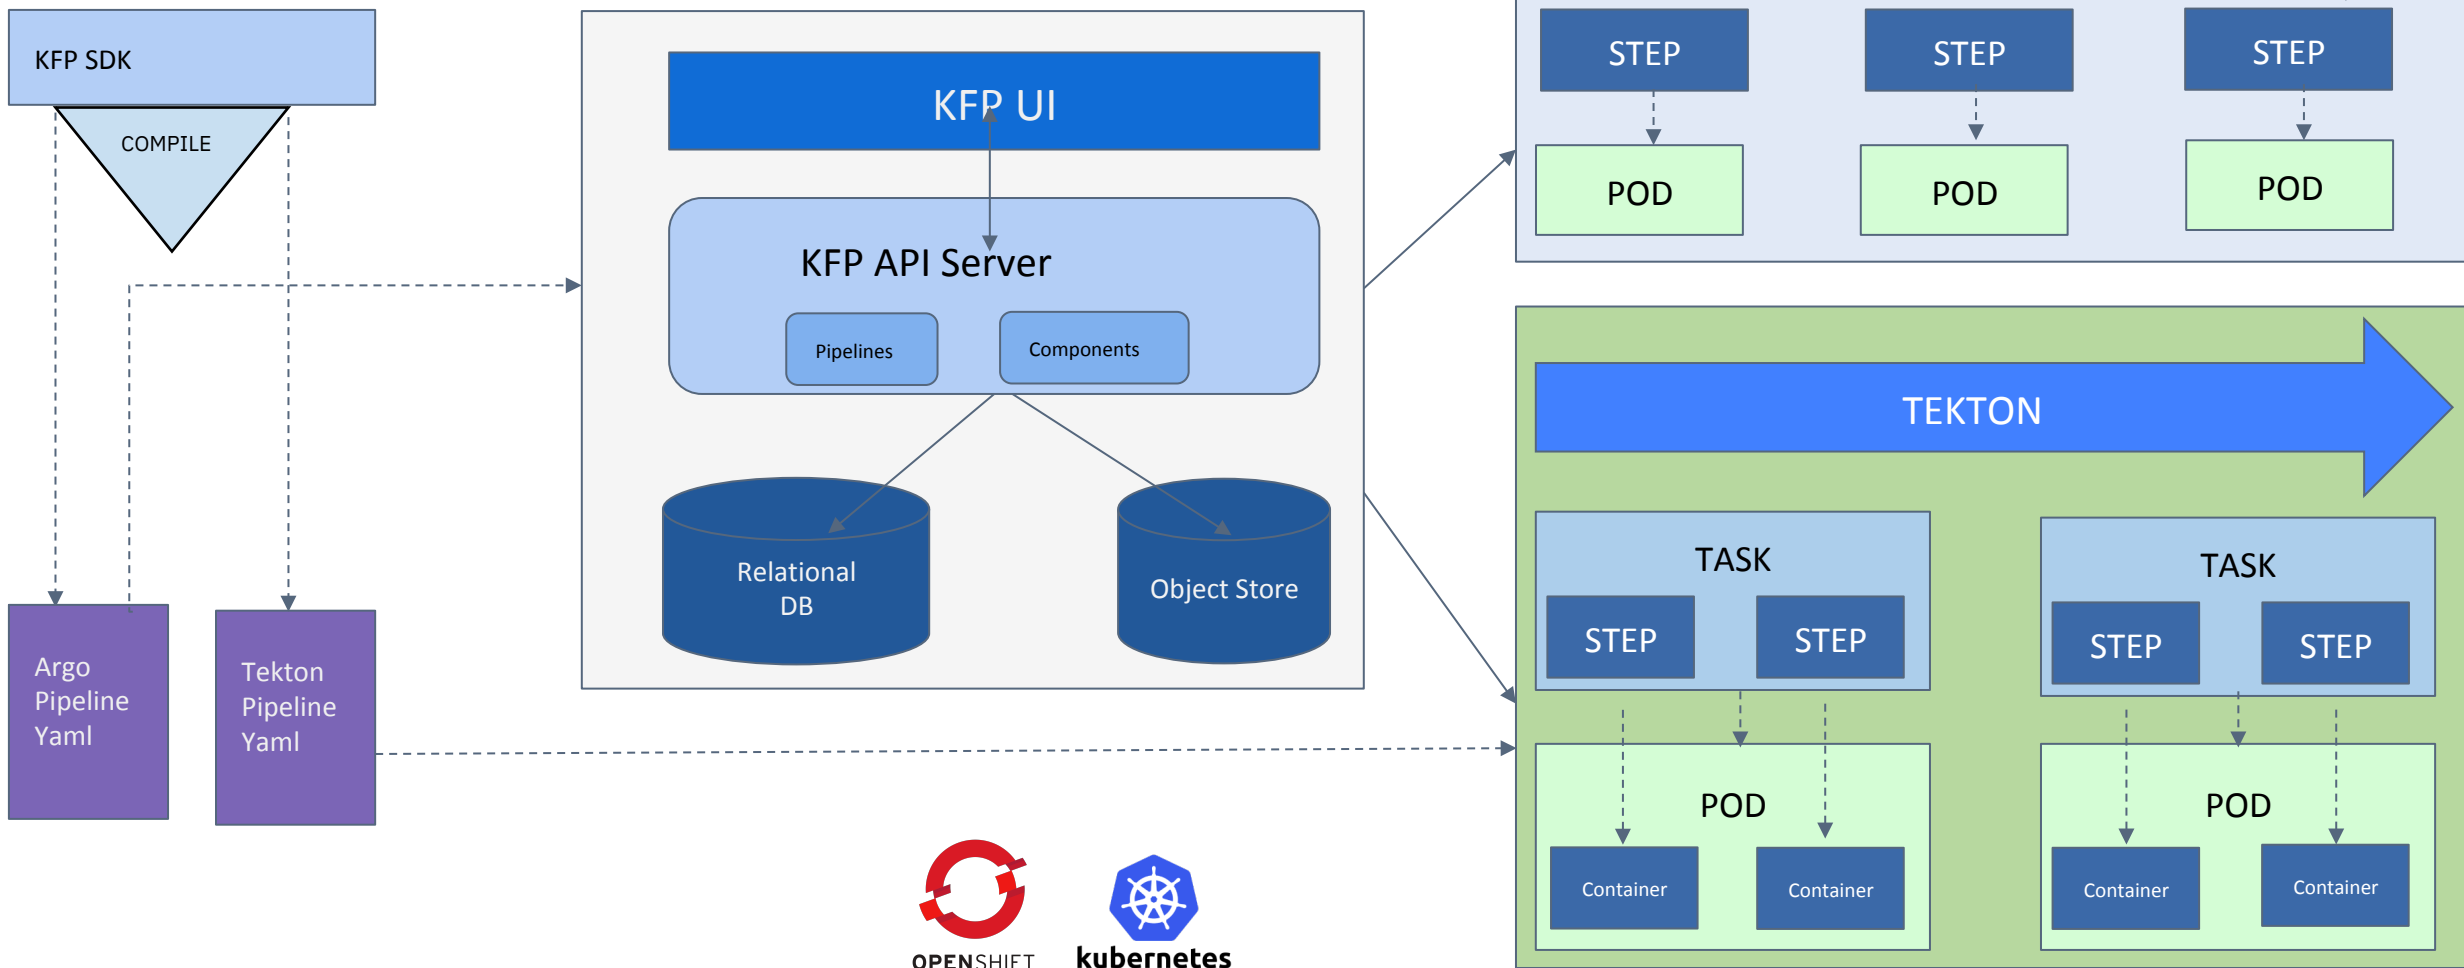 KFP SDK
COMPILE
Argo
Pipeline
Yaml
Tekton
Pipeline
Yaml
KFP UI
KFP API Server
Pipelines
Components
Relational
DB
Object Store
OPENSHIFT
kubernetes
STEP
STEP
STEP
POD
POD
POD
TEKTON
TASK
STEP
STEP
TASK
STEP
STEP
POD
Container
Container
POD
Container
Container